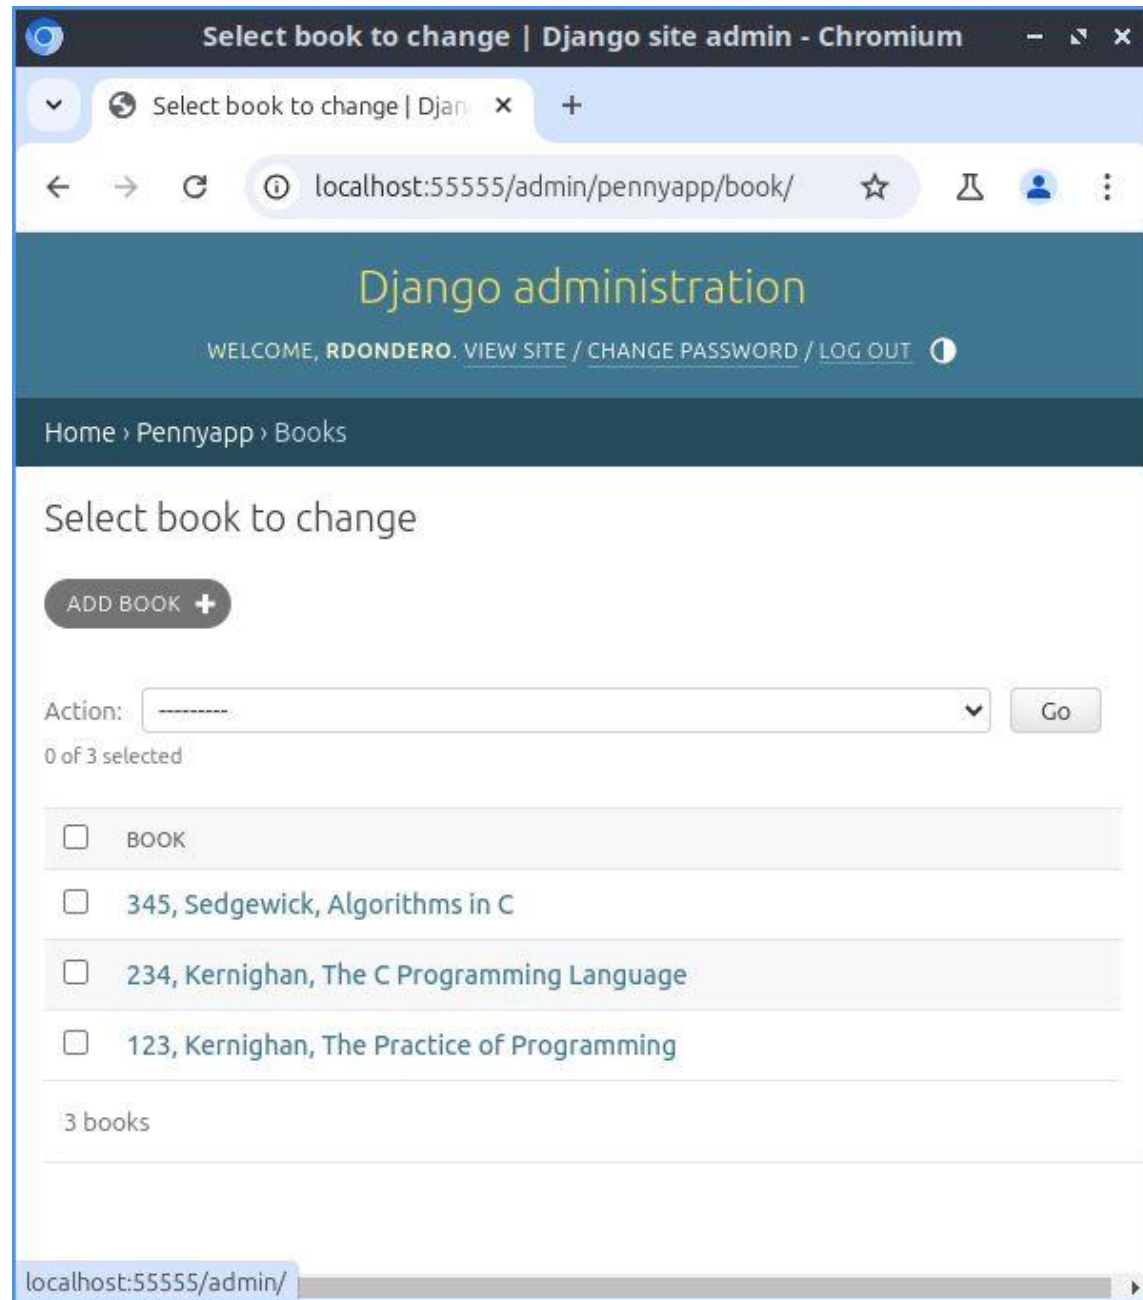 Select book to change | Django site admin - Chromium
Select book to change | Djan
localhost:55555/admin/pennyapp/book/
Django administration
WELCOME, RDONDERO. VIEW SITE / CHANGE PASSWORD / LOG OUT
Home › Pennyapp › Books
Select book to change
ADD BOOK +
Action: --------- Go
0 of 3 selected
BOOK
345, Sedgewick, Algorithms in C
234, Kernighan, The C Programming Language
123, Kernighan, The Practice of Programming
3 books
localhost:55555/admin/